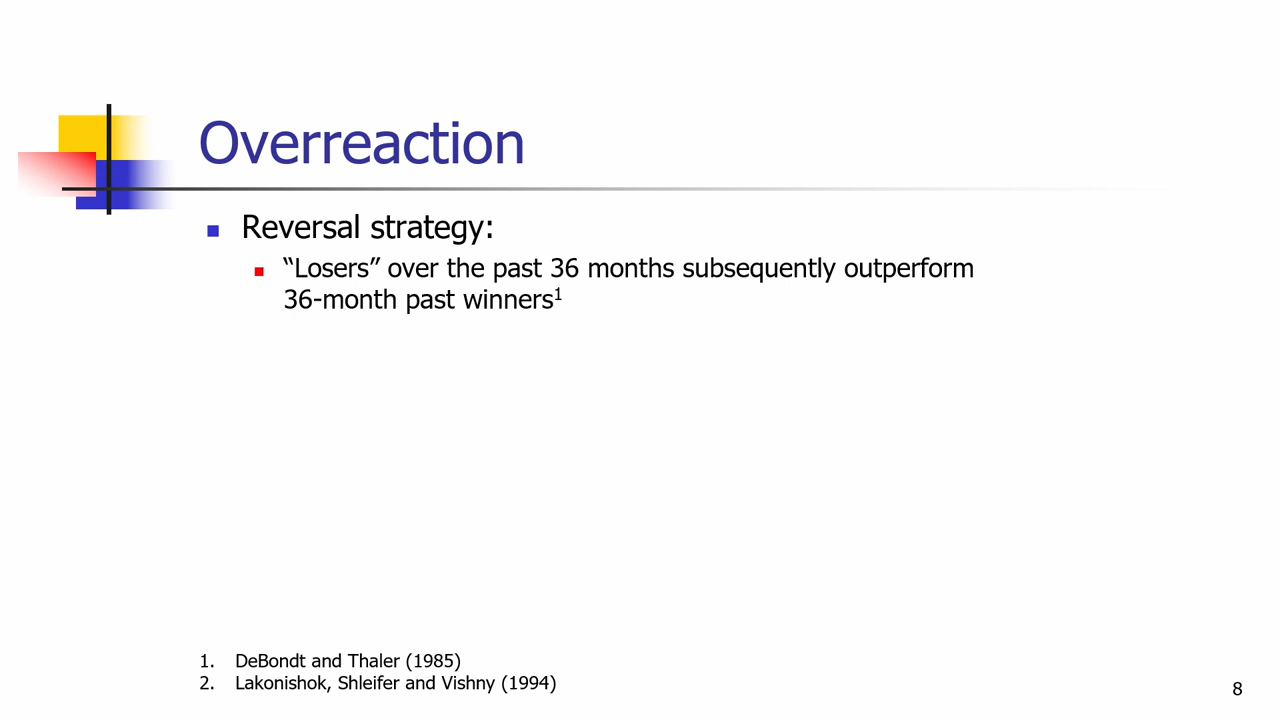 Overreaction
Reversal strategy:
“Losers” over the past 36 months subsequently outperform
36-month past winners¹
1. DeBondt and Thaler (1985)
2. Lakonishok, Shleifer and Vishny (1994)
8